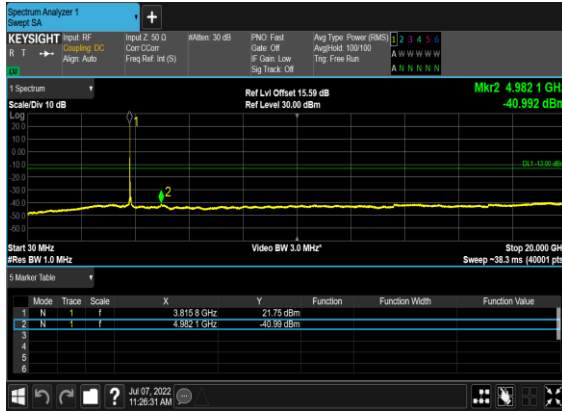 Spectrum Analyzer 1
Swept SA
+
KEYSIGHT Input: RF Input Z: 50 Ω #Atten: 30 dB PNO: Fast Avg Type: Power (RMS) 1 2 3 4 5 6
R T Coupling: DC Corr CCorr Gate: Off Avg|Hold: 100/100 A W W W W W
Align: Auto Freq Ref: Int (S) IF Gain: Low Trig: Free Run
LU Sig Track: Off A N N N N N
1 Spectrum Ref Lvl Offset 15.59 dB Mkr2 4.982 1 GHz
Scale/Div 10 dB Ref Level 30.00 dBm -40.992 dBm
Log
1
20.0
10.0
0.00
-10.0 DL1 -13.00 dBm
-20.0
-30.0
2
-40.0
-50.0
-60.0
Start 30 MHz Video BW 3.0 MHz* Stop 20.000 GHz
#Res BW 1.0 MHz Sweep ~38.3 ms (40001 pts)
5 Marker Table
Mode Trace Scale X Y Function Function Width Function Value
1 N 1 f 3.815 8 GHz 21.75 dBm
2 N 1 f 4.982 1 GHz -40.99 dBm
3
4
5
6
? Jul 07, 2022
11:26:31 AM